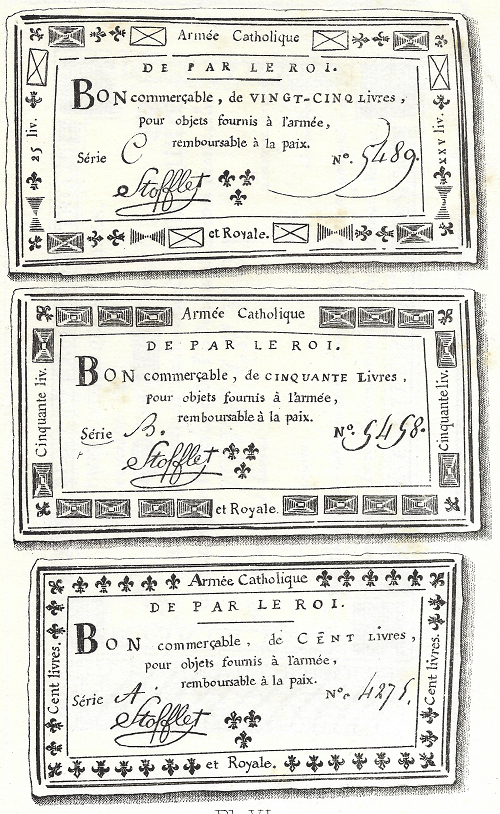 Armée Catholique
DE PAR LE ROI.
BON commerçable, de VINGT-CINQ Livres,
pour objets fournis à l'armée,
remboursable à la paix.
Série C N.º 5489.
Stofflet
25 liv.
xxv liv.
et Royale.
Armée Catholique
DE PAR LE ROI.
BON commerçable, de CINQUANTE Livres,
pour objets fournis à l'armée,
remboursable à la paix.
Série B. N.º 5458.
Stofflet
Cinquante liv.
Cinquante liv.
et Royale.
Armée Catholique
DE PAR LE ROI.
BON commerçable, de CENT Livres,
pour objets fournis à l'armée,
remboursable à la paix.
Série A. N.º 4275.
Stofflet
Cent livres.
Cent livres.
et Royale.